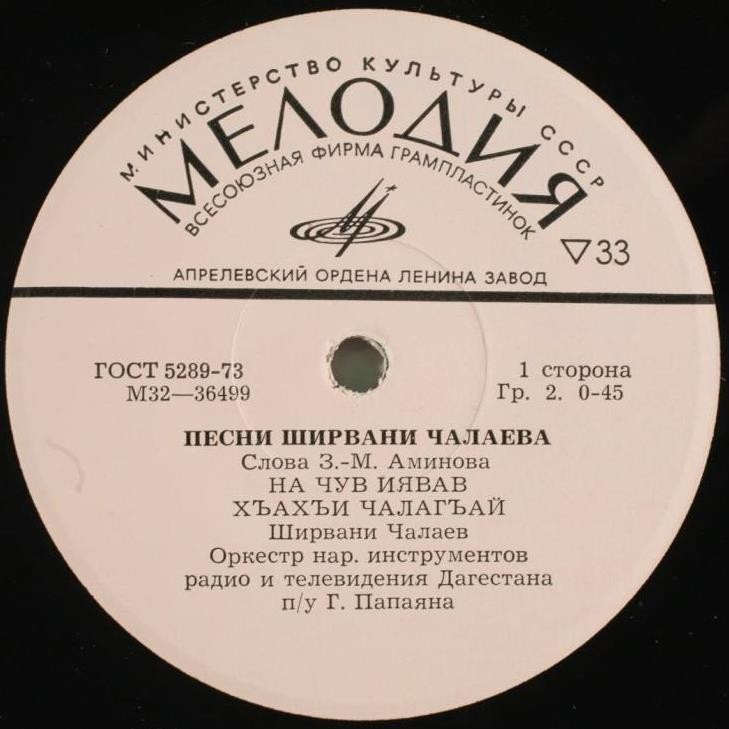 МИНИСТЕРСТВО КУЛЬТУРЫ СССР
МЕЛОДИЯ
ВСЕСОЮЗНАЯ ФИРМА ГРАМПЛАСТИНОК
▽33
АПРЕЛЕВСКИЙ ОРДЕНА ЛЕНИНА ЗАВОД
ГОСТ 5289-73
М32—36499
1 сторона
Гр. 2. 0-45
ПЕСНИ ШИРВАНИ ЧАЛАЕВА
Слова З.-М. Аминова
НА ЧУВ ИЯВАВ
ХЪАХЪИ ЧАЛАГЪАЙ
Ширвани Чалаев
Оркестр нар. инструментов
радио и телевидения Дагестана
п/у Г. Папаяна